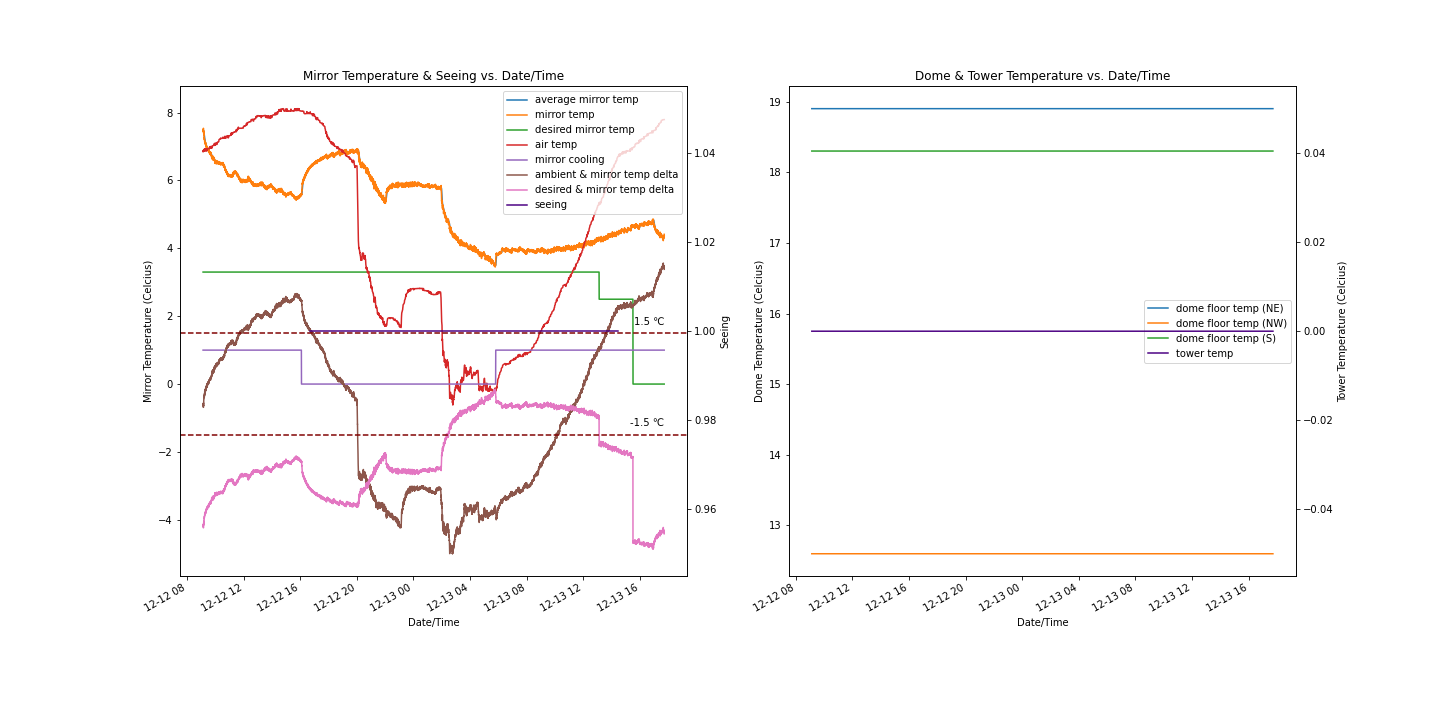 Mirror Temperature & Seeing vs. Date/Time
Mirror Temperature (Celcius)
8
6
4
2
0
−2
−4
average mirror temp
mirror temp
desired mirror temp
air temp
mirror cooling
ambient & mirror temp delta
desired & mirror temp delta
seeing
1.5 °C
-1.5 °C
1.04
1.02
1.00
0.98
0.96
Seeing
12-12 08
12-12 12
12-12 16
12-12 20
12-13 00
12-13 04
12-13 08
12-13 12
12-13 16
Date/Time
Dome & Tower Temperature vs. Date/Time
Dome Temperature (Celcius)
19
18
17
16
15
14
13
dome floor temp (NE)
dome floor temp (NW)
dome floor temp (S)
tower temp
0.04
0.02
0.00
−0.02
−0.04
Tower Temperature (Celcius)
12-12 08
12-12 12
12-12 16
12-12 20
12-13 00
12-13 04
12-13 08
12-13 12
12-13 16
Date/Time